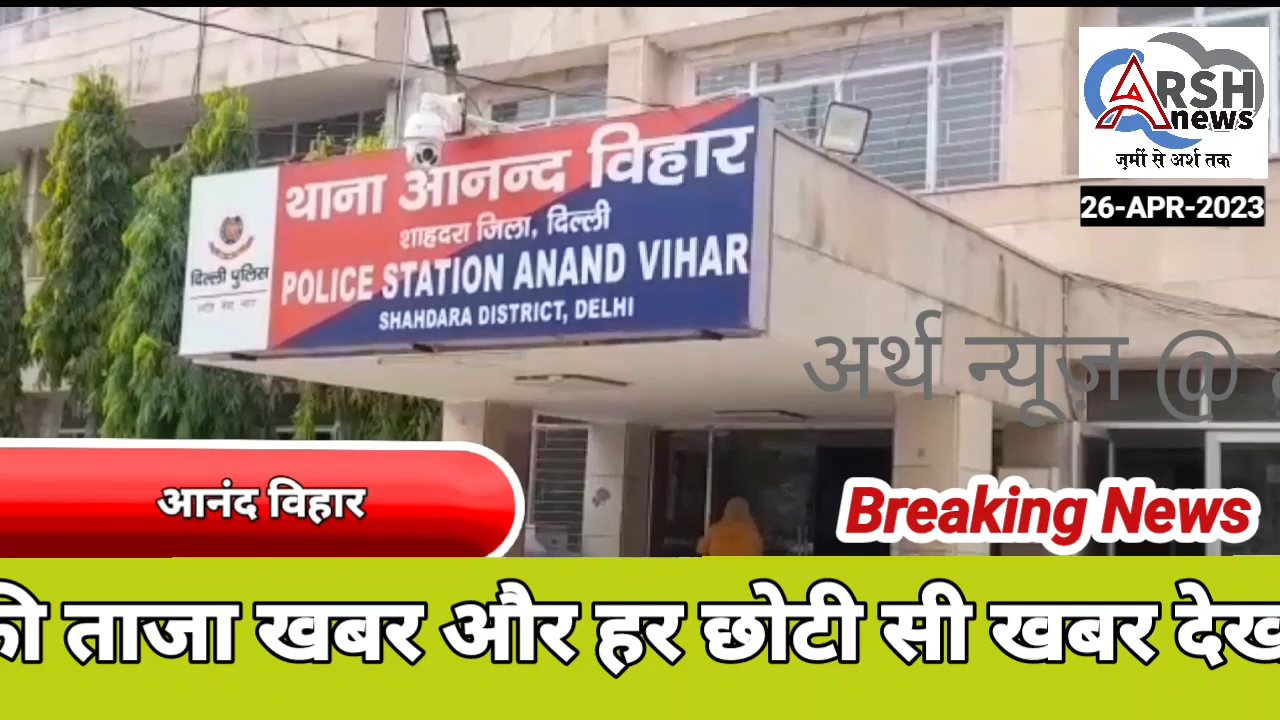 ARSH
news
ज़मीं से अर्श तक
26-APR-2023
थाना आनन्द विहार
शाहदरा जिला, दिल्ली
POLICE STATION ANAND VIHAR
SHAHDARA DISTRICT, DELHI
दिल्ली पुलिस
अर्थ न्यूज़ @
आनंद विहार
Breaking News
की ताजा खबर और हर छोटी सी खबर देख